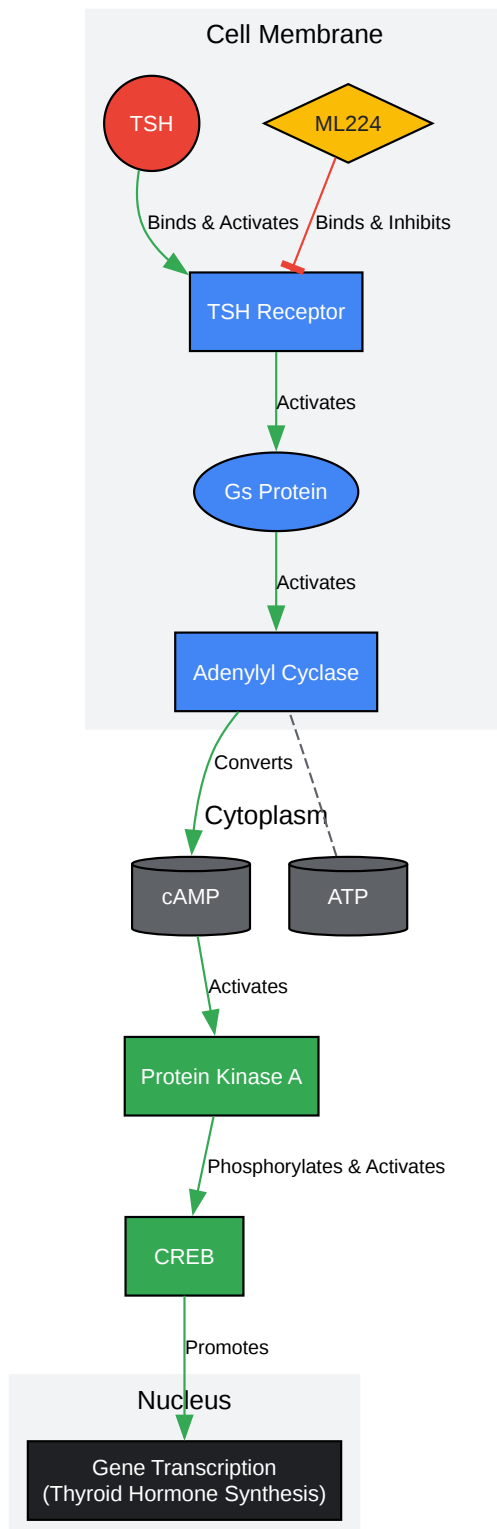 Cell Membrane
TSH
ML224
Binds & Activates
Binds & Inhibits
TSH Receptor
Activates
Gs Protein
Activates
Adenylyl Cyclase
Converts
Cytoplasm
cAMP
ATP
Activates
Protein Kinase A
Phosphorylates & Activates
CREB
Promotes
Nucleus
Gene Transcription
(Thyroid Hormone Synthesis)